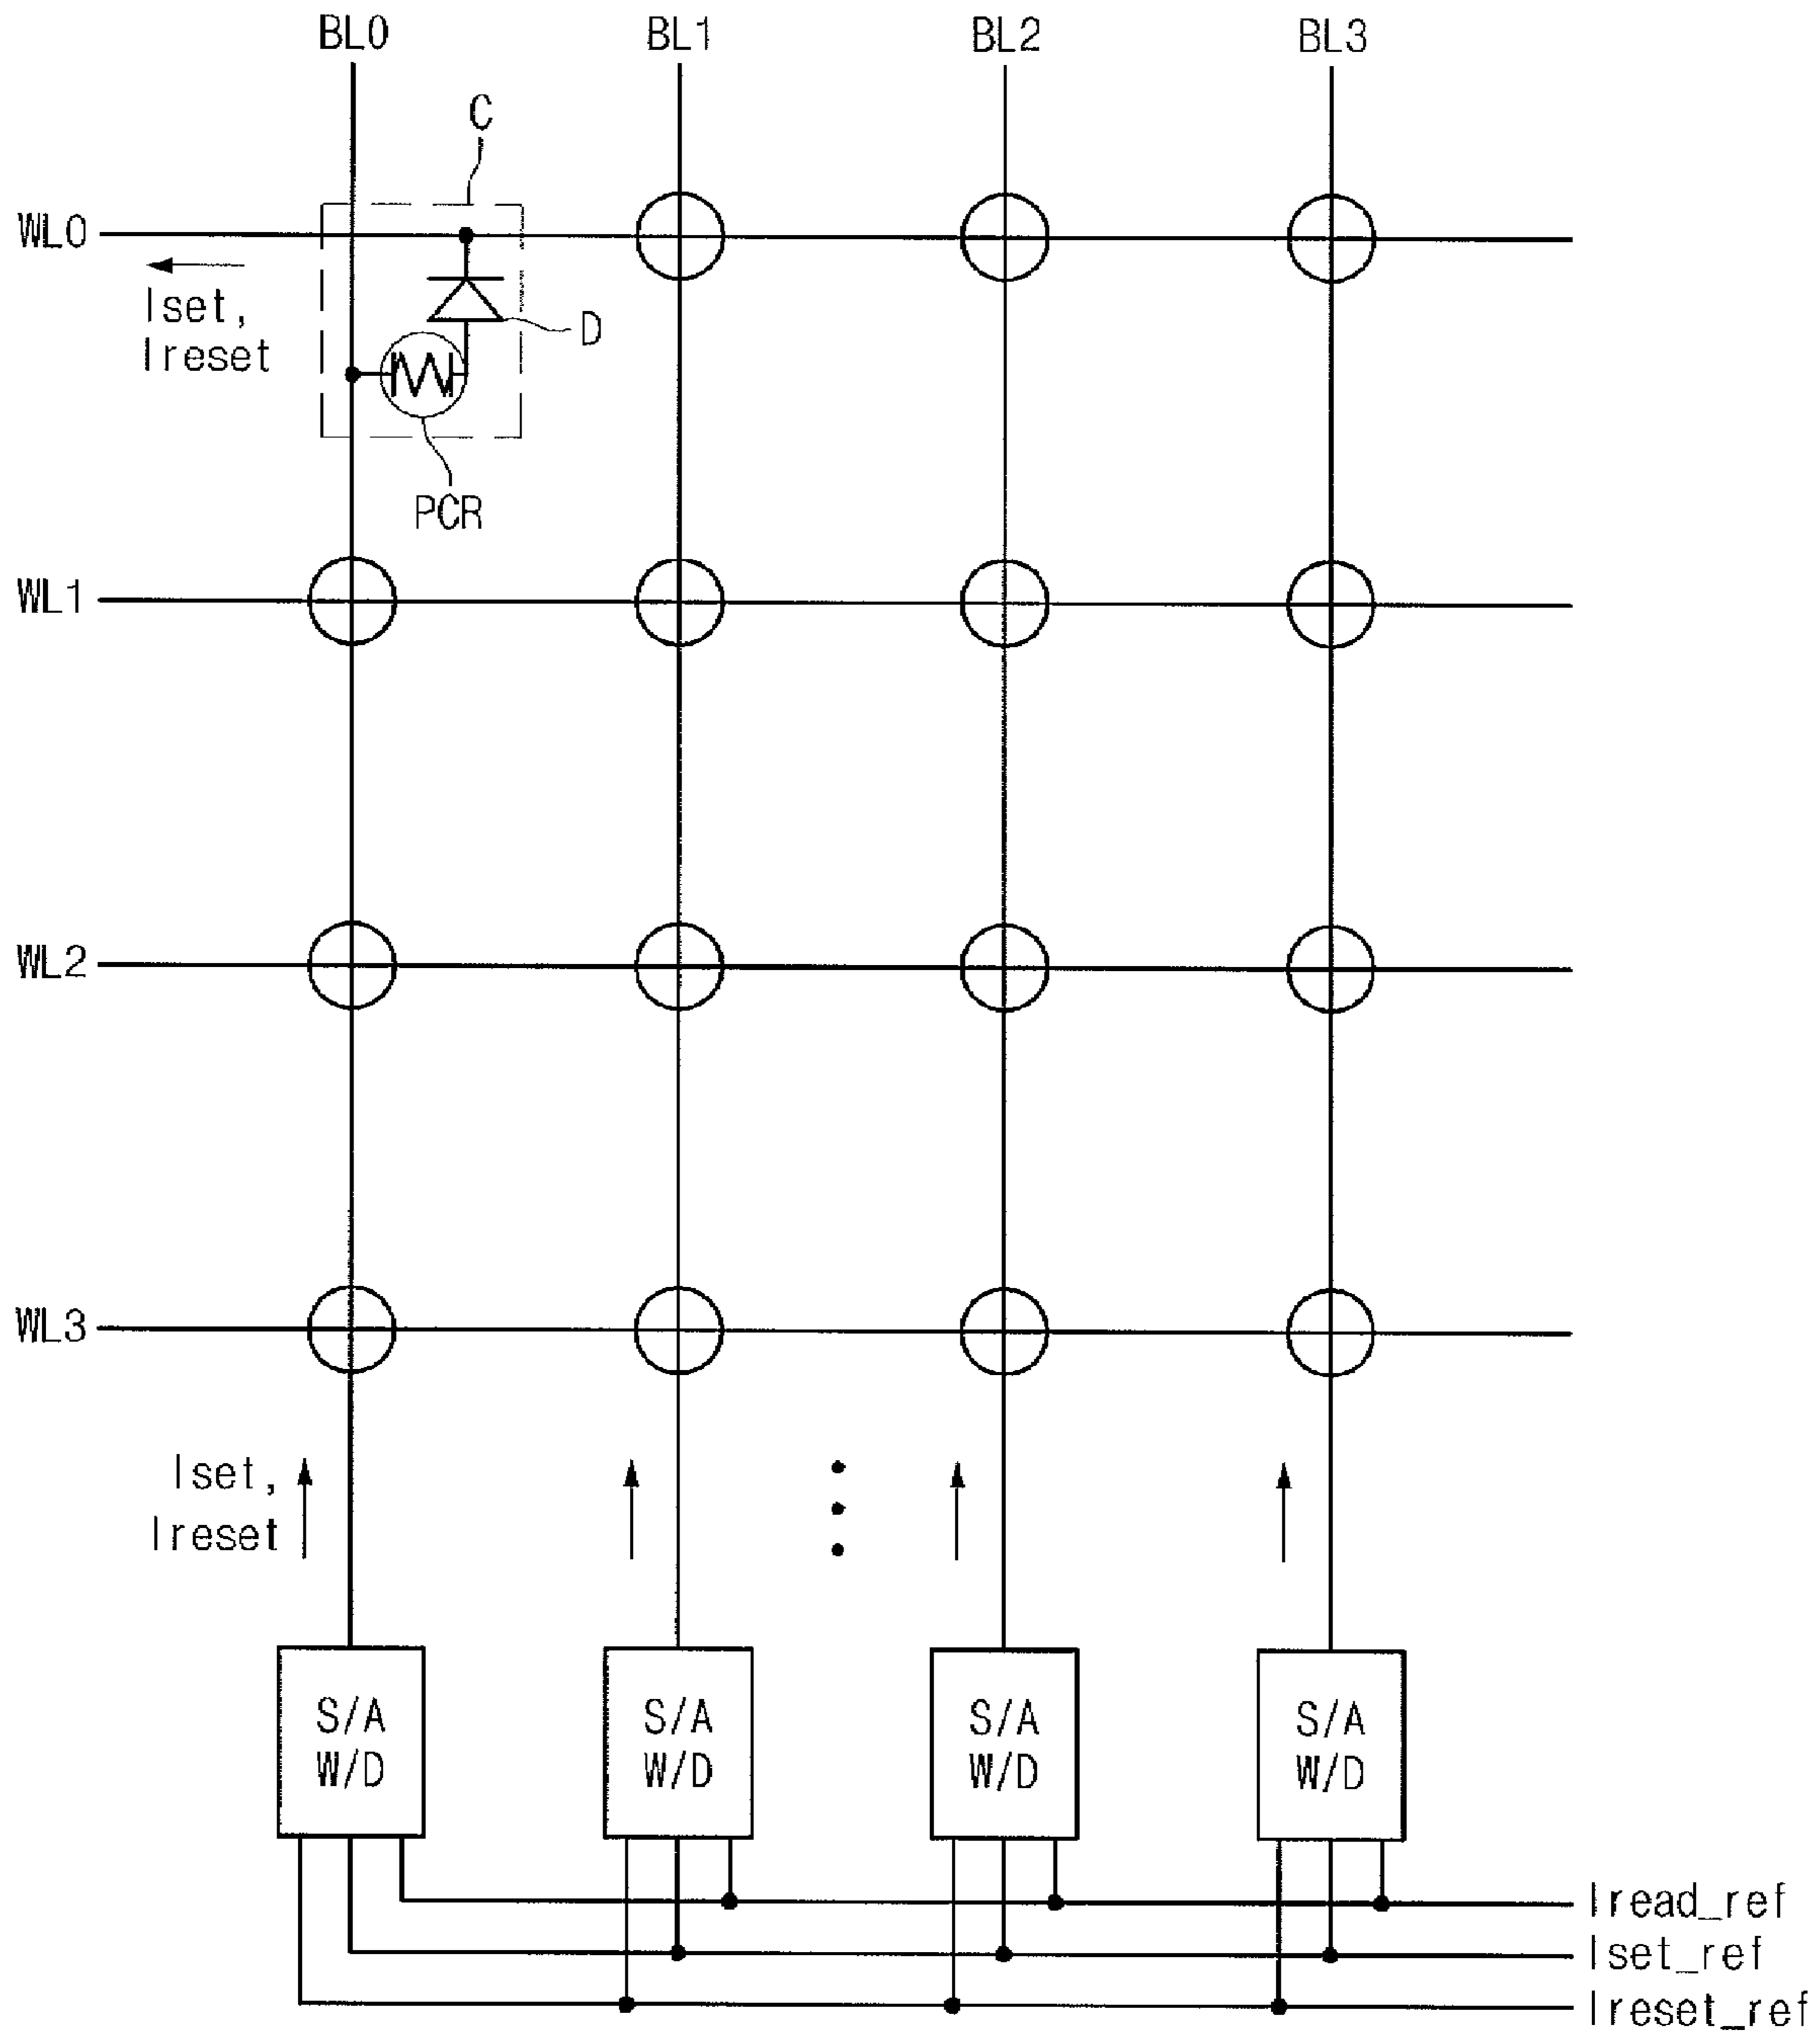 BL0 BL1 BL2 BL3
C
WL0
Iset,
Ireset
D
PCR
WL1
WL2
WL3
Iset,
Ireset
S/A S/A S/A S/A
W/D W/D W/D W/D
Iread_ref
Iset_ref
Ireset_ref